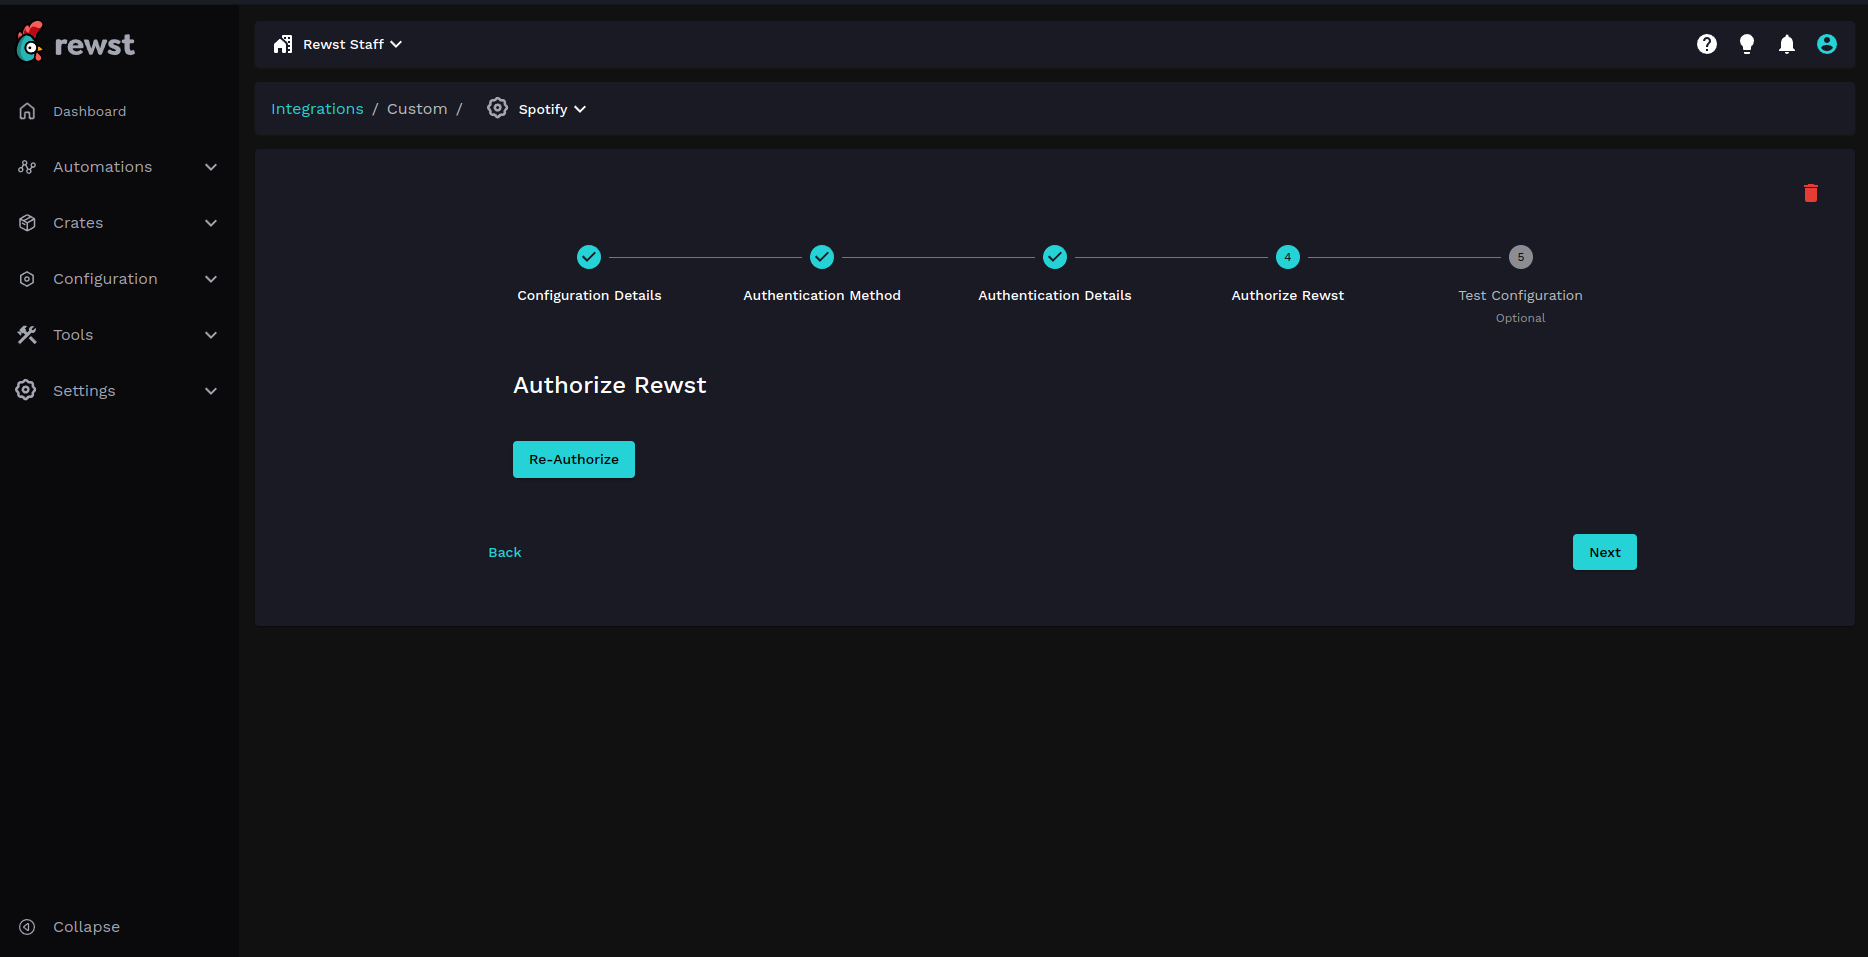 rewst
Rewst Staff
Integrations / Custom / Spotify
Dashboard
Automations
Crates
Configuration
Tools
Settings
Collapse
4
5
Configuration Details
Authentication Method
Authentication Details
Authorize Rewst
Test Configuration
Optional
Authorize Rewst
Re-Authorize
Back
Next